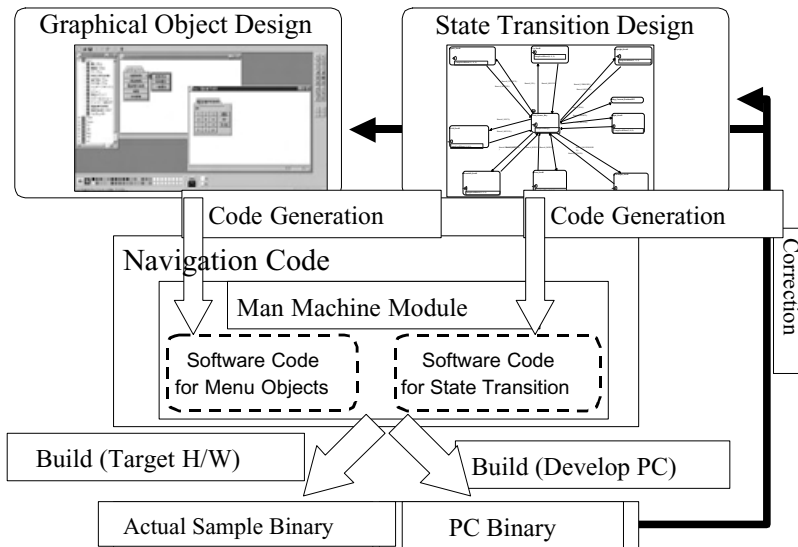 Graphical Object Design
State Transition Design
Code Generation
Code Generation
Correction
Navigation Code
Man Machine Module
Software Code
for Menu Objects
Software Code
for State Transition
Build (Target H/W)
Build (Develop PC)
Actual Sample Binary
PC Binary